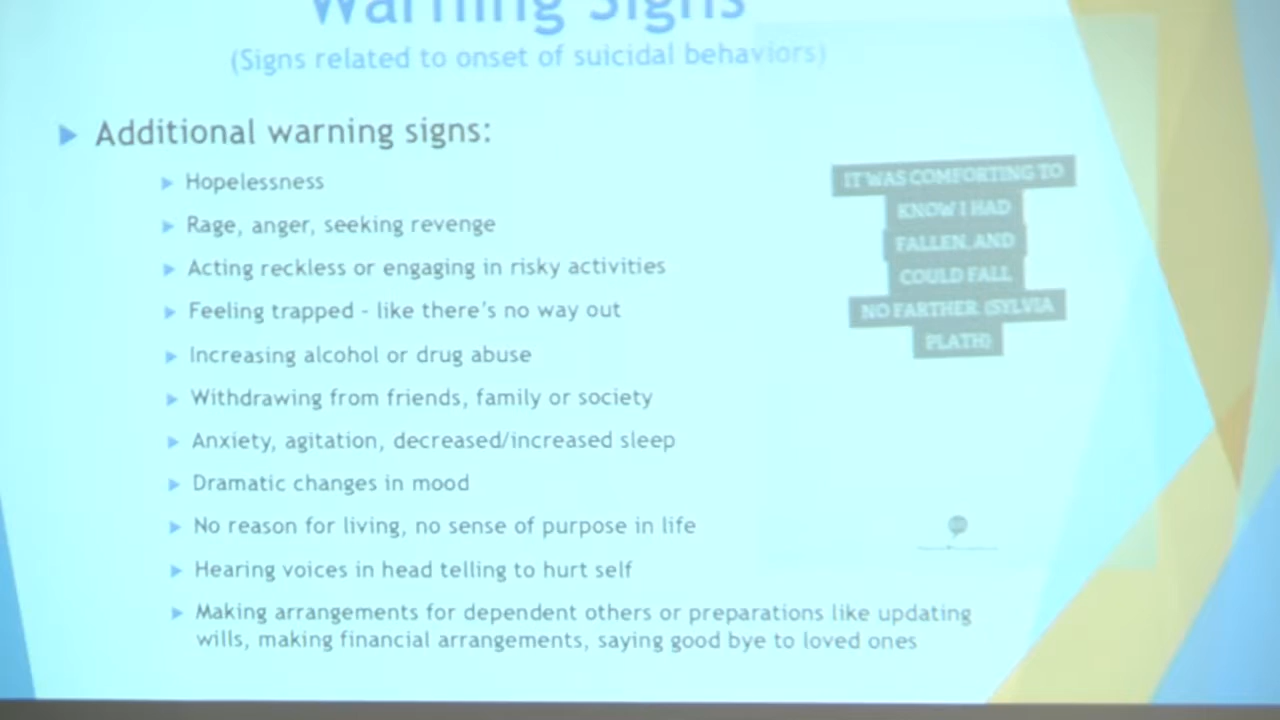 Warning Signs
(Signs related to onset of suicidal behaviors)
Additional warning signs:
Hopelessness
Rage, anger, seeking revenge
Acting reckless or engaging in risky activities
Feeling trapped - like there's no way out
Increasing alcohol or drug abuse
Withdrawing from friends, family or society
Anxiety, agitation, decreased/increased sleep
Dramatic changes in mood
No reason for living, no sense of purpose in life
Hearing voices in head telling to hurt self
Making arrangements for dependent others or preparations like updating
wills, making financial arrangements, saying good bye to loved ones
IT WAS COMFORTING TO
KNOW I HAD
FALLEN, AND
COULD FALL
NO FARTHER. (SYLVIA
PLATH)